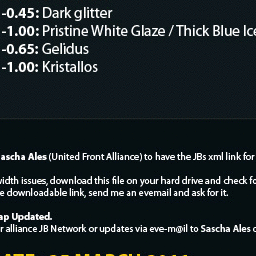 -0.45: Dark glitter
-1.00: Pristine White Glaze / Thick Blue Ice
-0.65: Gelidus
-1.00: Kristallos
ascha Ales (United Front Alliance) to have the JBs xml link for
width issues, download this file on your hard drive and check fo
e downloadable link, send me an evemail and ask for it.
ap Updated.
r alliance JB Network or updates via eve-m@il to Sascha Ales